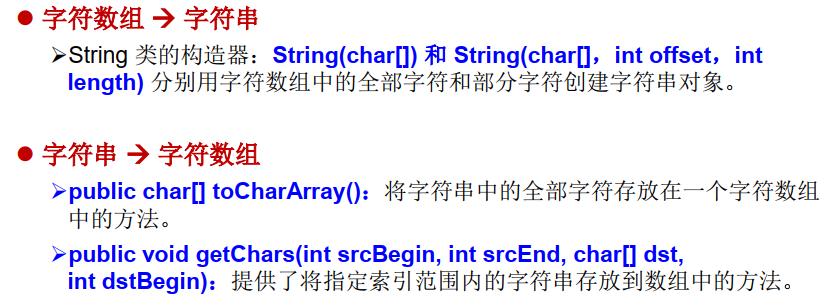 ● 字符数组 → 字符串
➢String 类的构造器：String(char[]) 和 String(char[]，int offset，int
length) 分别用字符数组中的全部字符和部分字符创建字符串对象。
● 字符串 → 字符数组
➢public char[] toCharArray()：将字符串中的全部字符存放在一个字符数组
中的方法。
➢public void getChars(int srcBegin, int srcEnd, char[] dst,
int dstBegin)：提供了将指定索引范围内的字符串存放到数组中的方法。